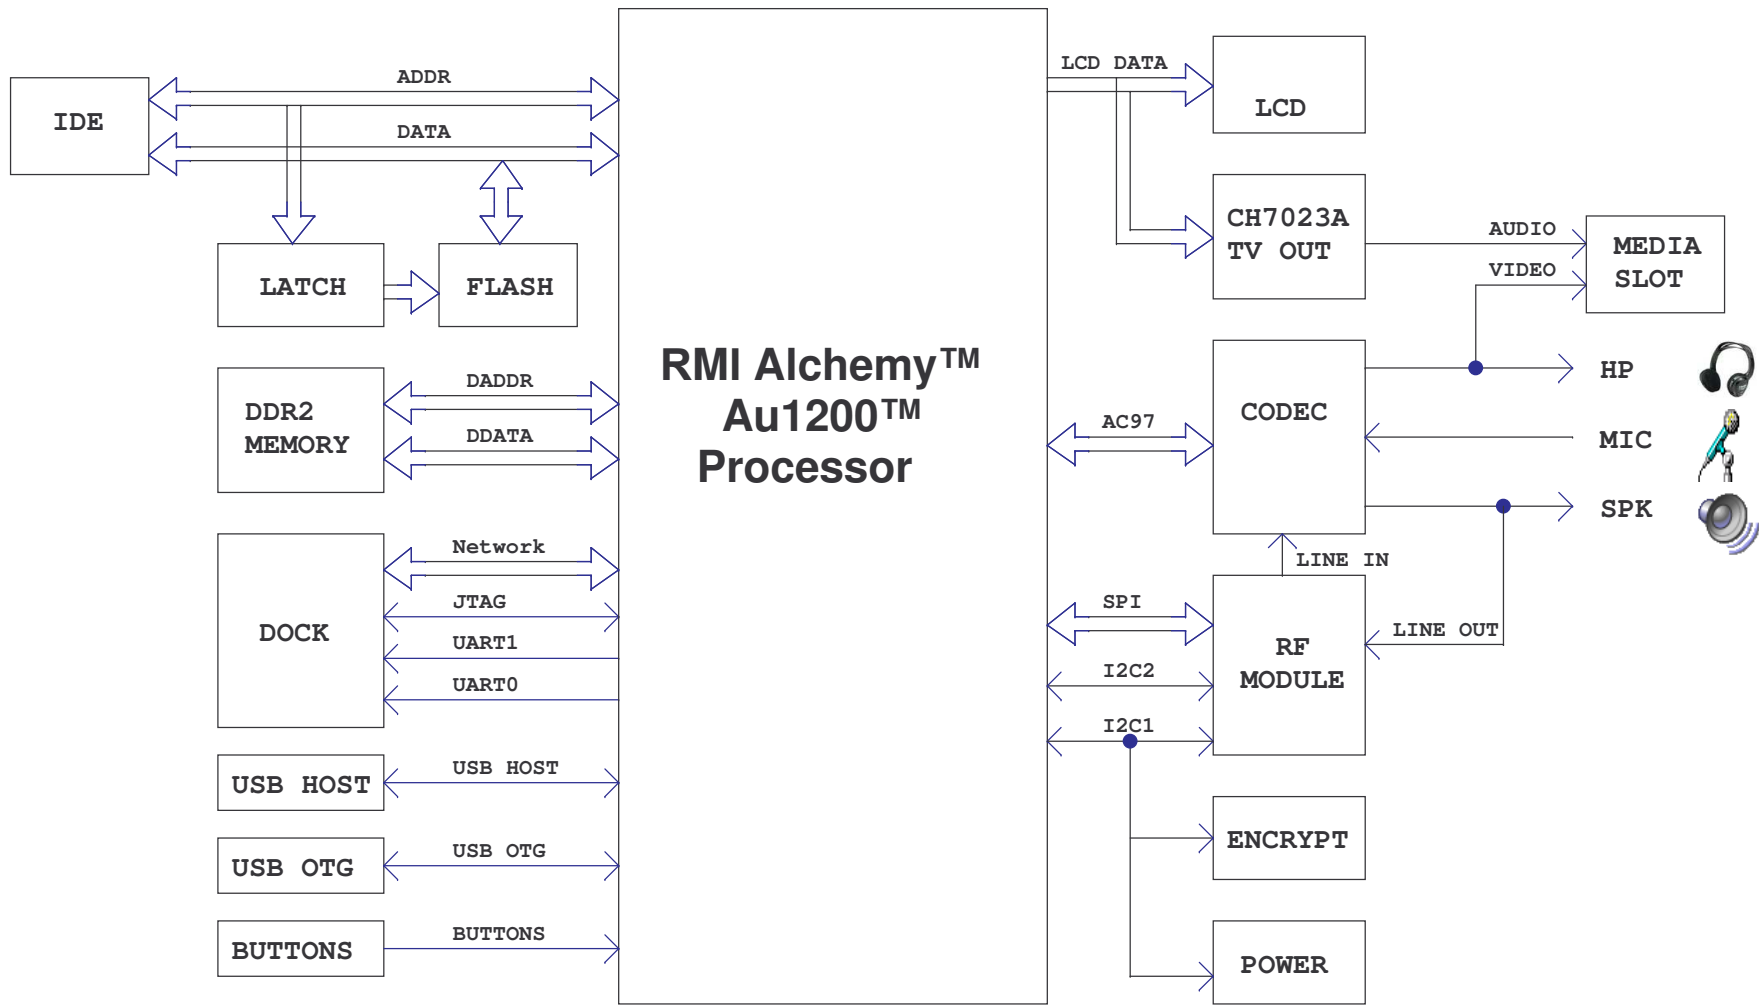 ADDR
IDE
DATA
LATCH
FLASH
DADDR
DDR2
MEMORY
DDATA
Network
JTAG
DOCK
UART1
UART0
USB HOST
USB HOST
USB OTG
USB OTG
BUTTONS
BUTTONS
RMI Alchemy™
Au1200™
Processor
LCD DATA
LCD
CH7023A
TV OUT
AUDIO
VIDEO
MEDIA
SLOT
HP
CODEC
AC97
MIC
SPK
LINE IN
SPI
LINE OUT
RF
MODULE
I2C2
I2C1
ENCRYPT
POWER